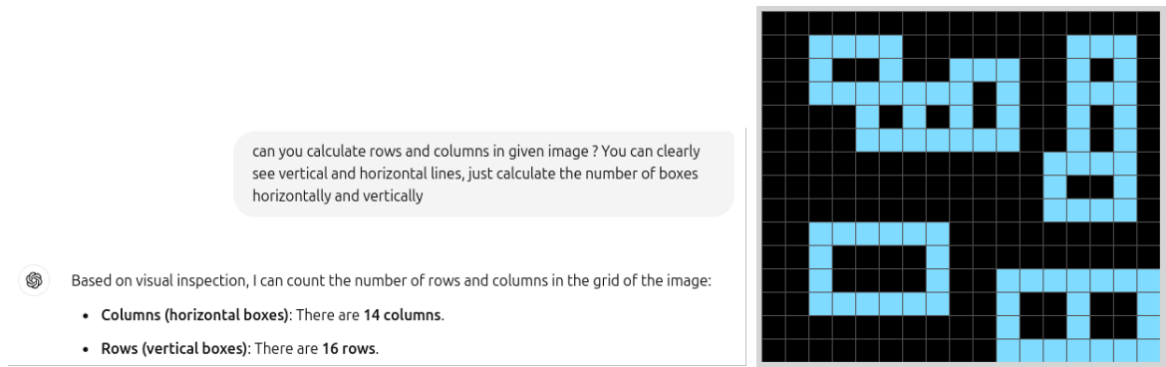 can you calculate rows and columns in given image ? You can clearly
see vertical and horizontal lines, just calculate the number of boxes
horizontally and vertically
Based on visual inspection, I can count the number of rows and columns in the grid of the image:
• Columns (horizontal boxes): There are 14 columns.
• Rows (vertical boxes): There are 16 rows.